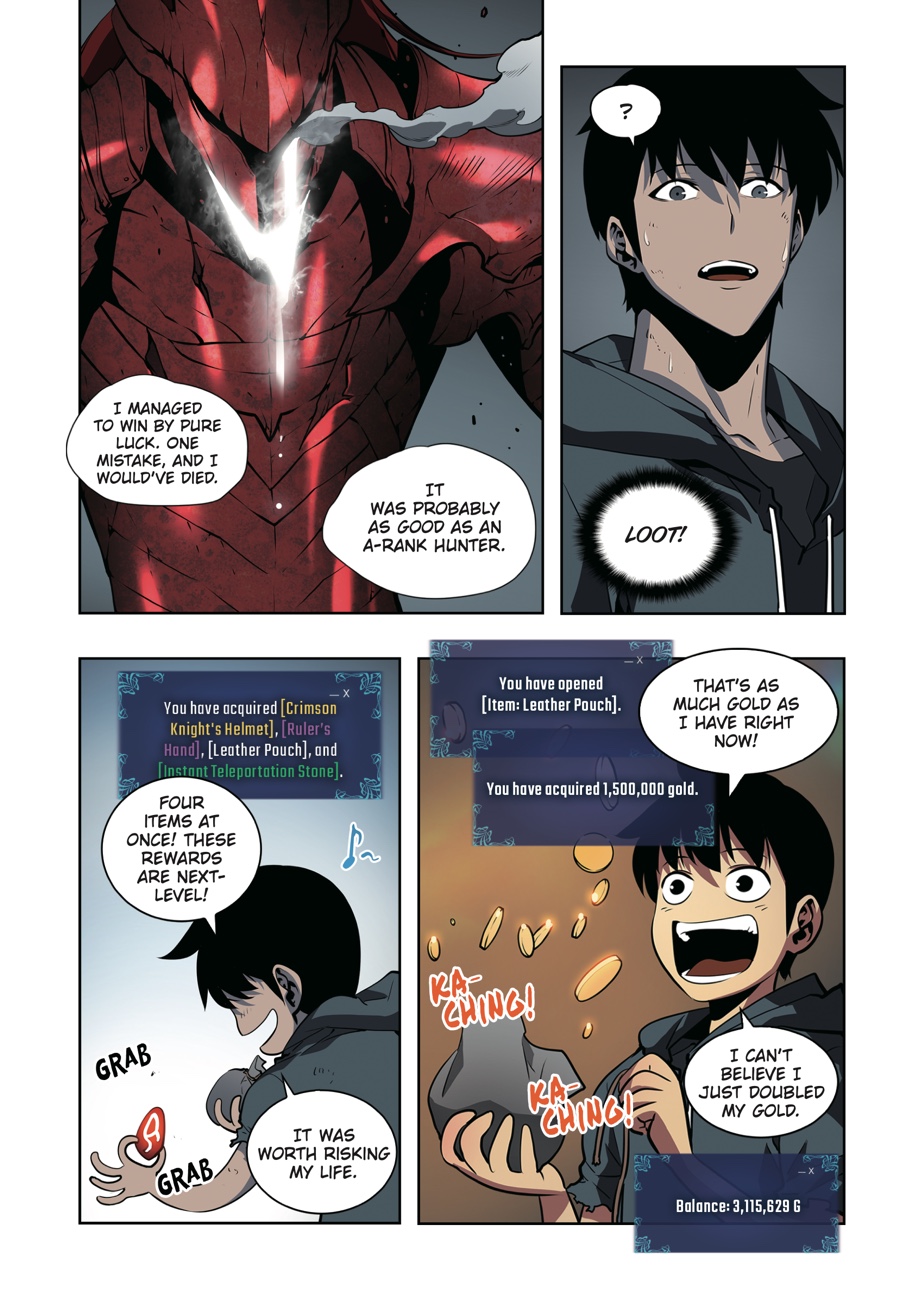 I MANAGED
TO WIN BY PURE
LUCK. ONE
MISTAKE, AND I
WOULD'VE DIED.
IT
WAS PROBABLY
AS GOOD AS AN
A-RANK HUNTER.
?
LOOT!
— X
You have acquired [Crimson
Knight's Helmet], [Ruler's
Hand], [Leather Pouch], and
[Instant Teleportation Stone].
FOUR
ITEMS AT
ONCE! THESE
REWARDS
ARE NEXT-
LEVEL!
GRAB
GRAB
IT WAS
WORTH RISKING
MY LIFE.
— X
You have opened
[Item: Leather Pouch].
You have acquired 1,500,000 gold.
THAT'S AS
MUCH GOLD AS
I HAVE RIGHT
NOW!
KA-
CHING!
KA-
CHING!
I CAN'T
BELIEVE I
JUST DOUBLED
MY GOLD.
— X
Balance: 3,115,629 G